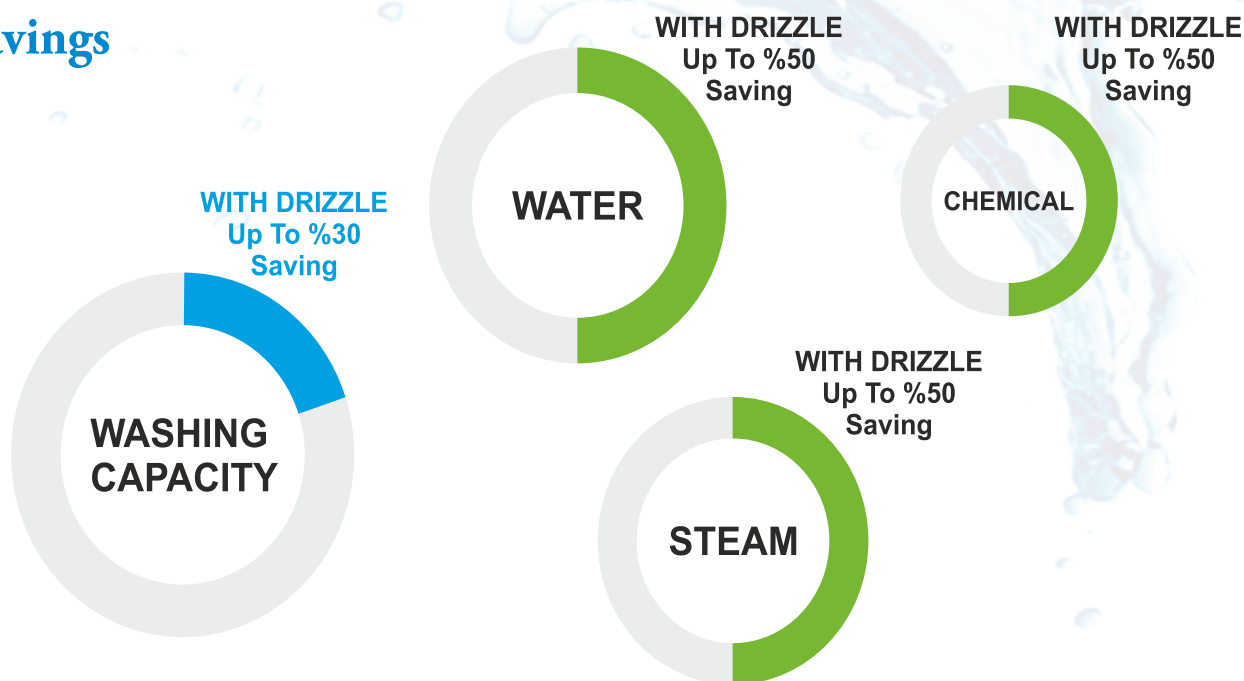 WITH DRIZZLE
Up To %50
Saving
WATER
WITH DRIZZLE
Up To %50
Saving
CHEMICAL
WITH DRIZZLE
Up To %30
Saving
WASHING
CAPACITY
WITH DRIZZLE
Up To %50
Saving
STEAM